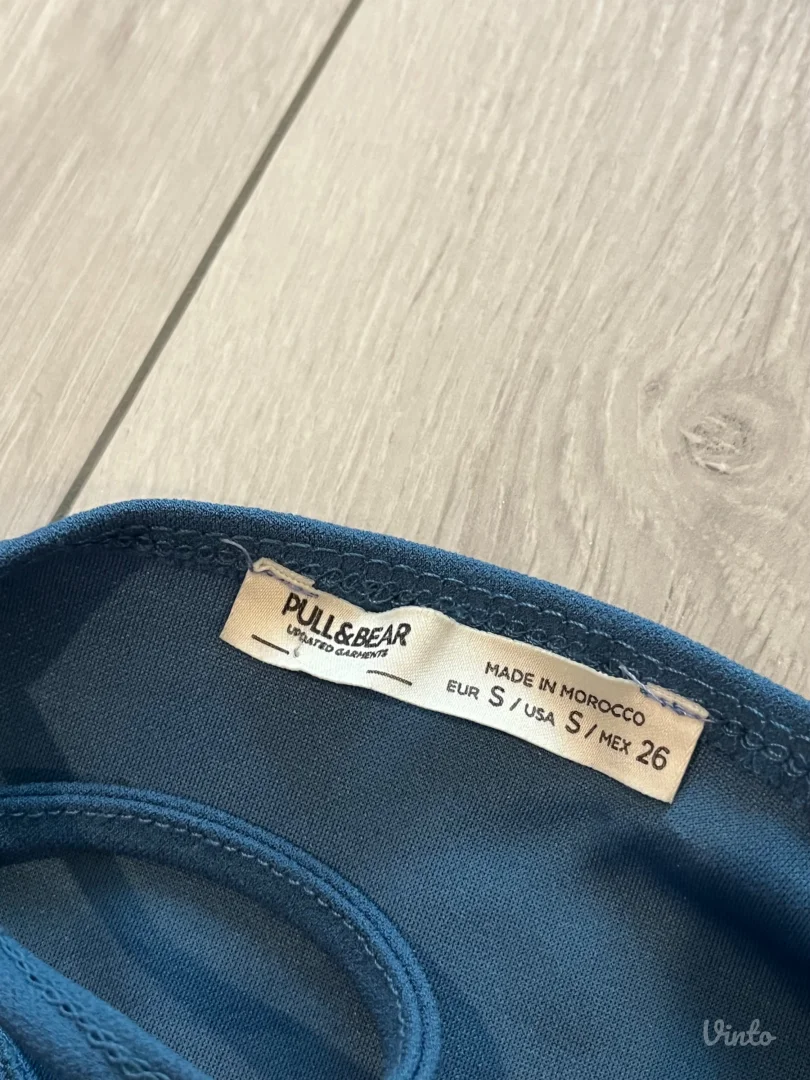 PULL&BEAR
UPDATED GARMENTS
MADE IN MOROCCO
EUR S / USA S / MEX 26
Vinto